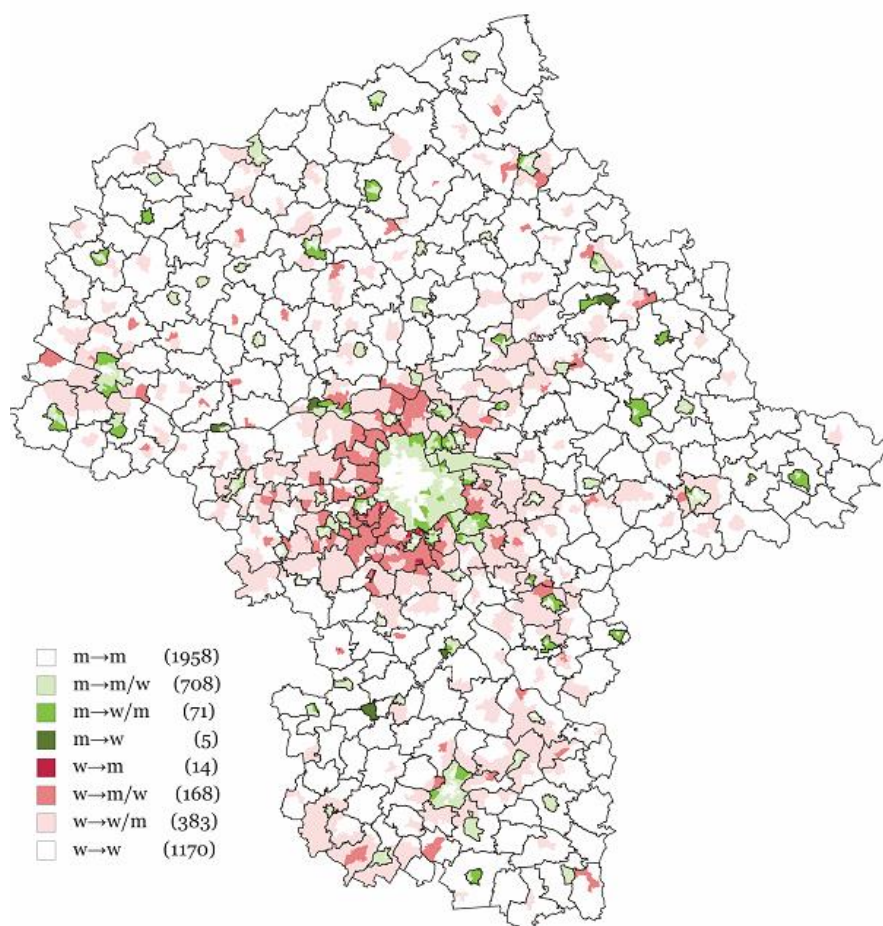 m→m (1958)
m→m/w (708)
m→w/m (71)
m→w (5)
w→m (14)
w→m/w (168)
w→w/m (383)
w→w (1170)